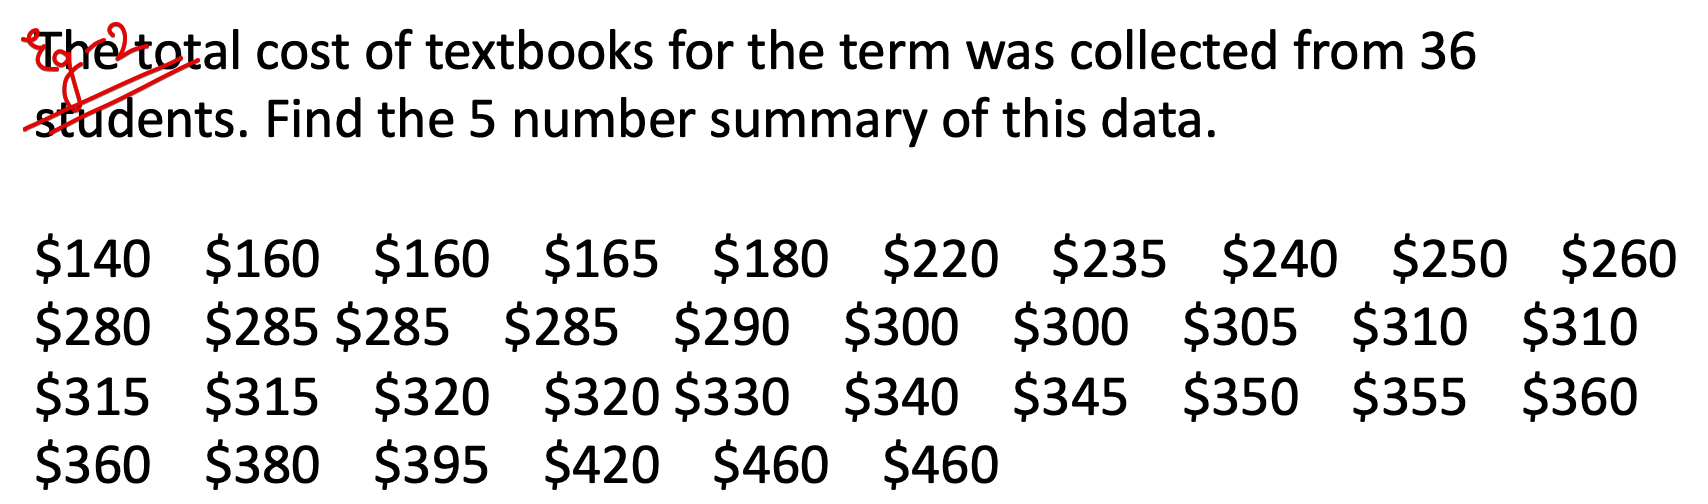 eg-2
The total cost of textbooks for the term was collected from 36
students. Find the 5 number summary of this data.
$140 $160 $160 $165 $180 $220 $235 $240 $250 $260
$280 $285 $285 $285 $290 $300 $300 $305 $310 $310
$315 $315 $320 $320 $330 $340 $345 $350 $355 $360
$360 $380 $395 $420 $460 $460